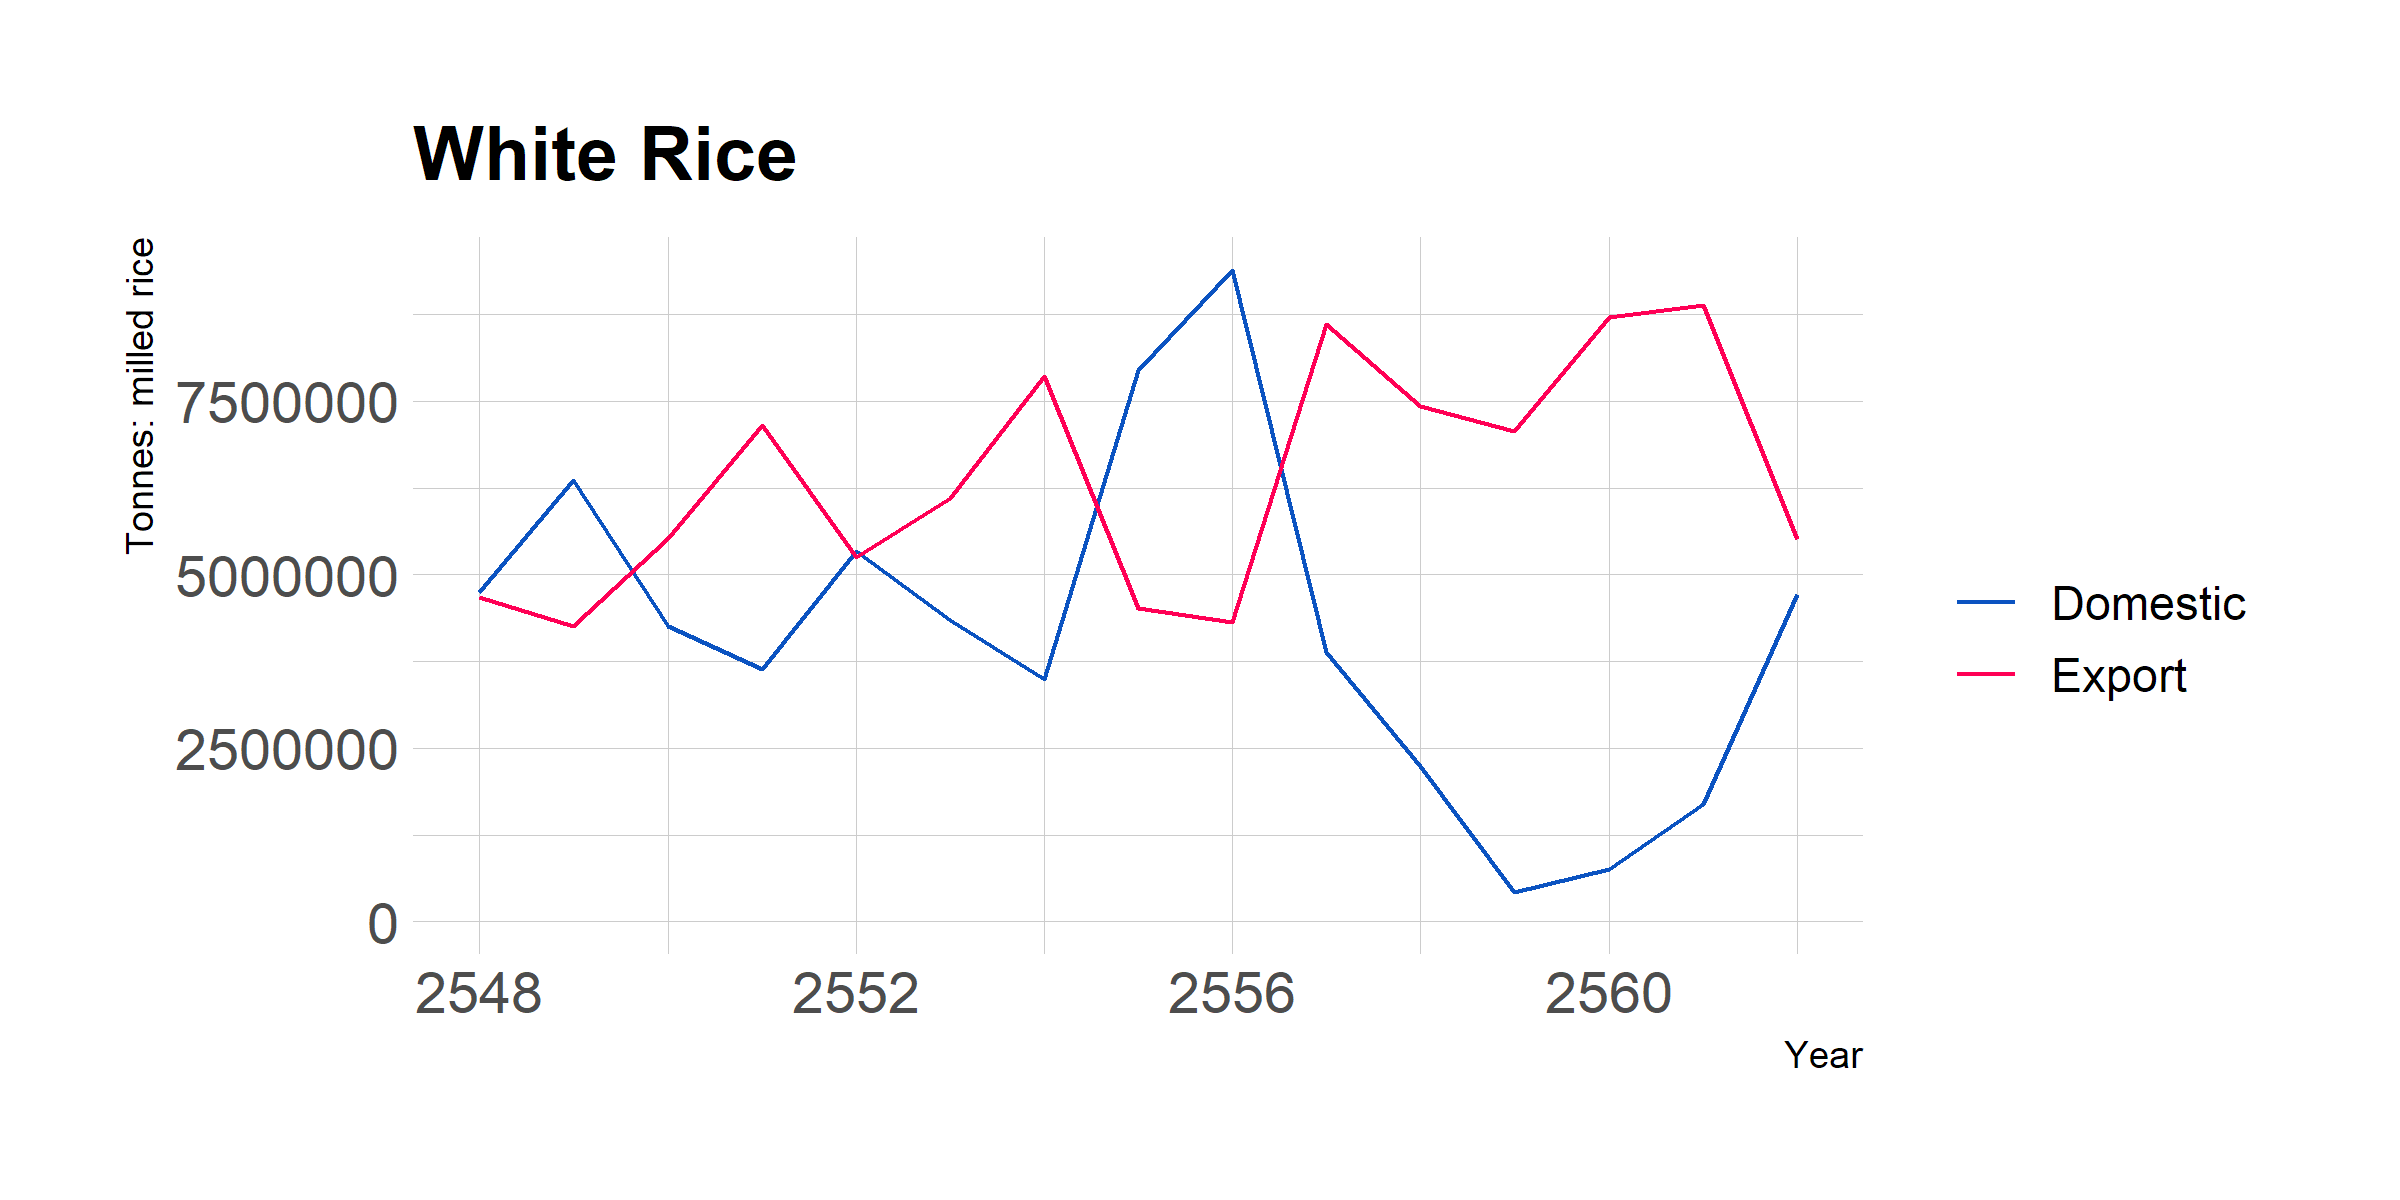 White Rice
Tonnes: milled rice
7500000
5000000
2500000
0
2548 2552 2556 2560
Year
Domestic
Export